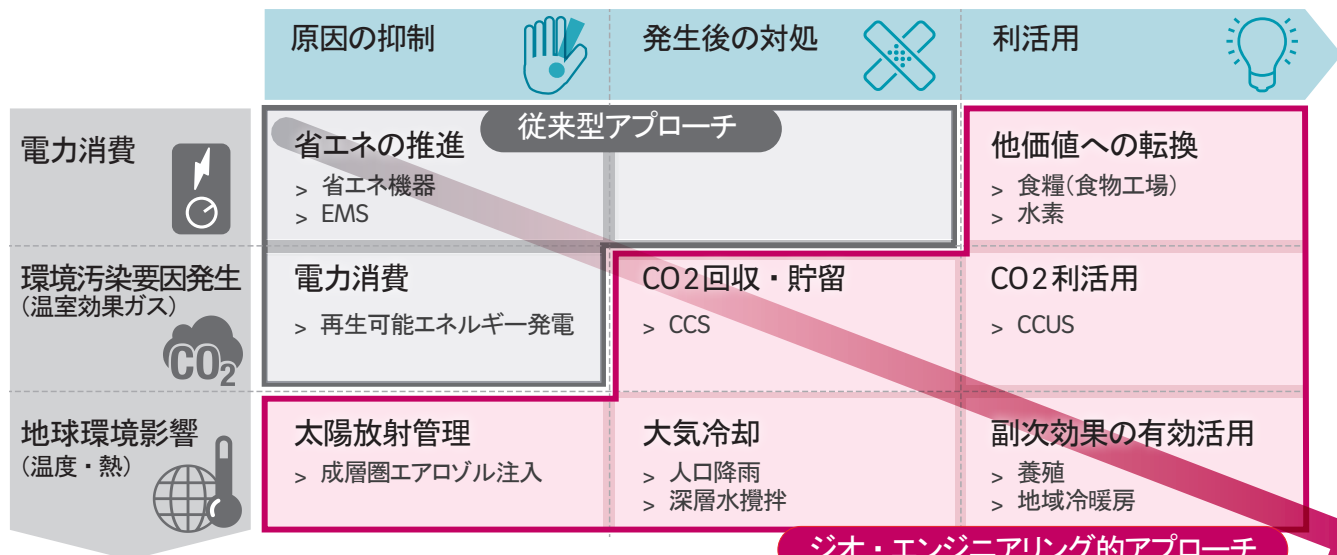 原因の抑制
発生後の対処
利活用
従来型アプローチ
電力消費
省エネの推進
> 省エネ機器
> EMS
他価値への転換
> 食糧(食物工場)
> 水素
環境汚染要因発生
(温室効果ガス)
CO2
電力消費
> 再生可能エネルギー発電
CO2回収・貯留
> CCS
CO2利活用
> CCUS
地球環境影響
(温度・熱)
太陽放射管理
> 成層圏エアロゾル注入
大気冷却
> 人口降雨
> 深層水攪拌
副次効果の有効活用
> 養殖
> 地域冷暖房
ジオ・エンジニアリング的アプローチ